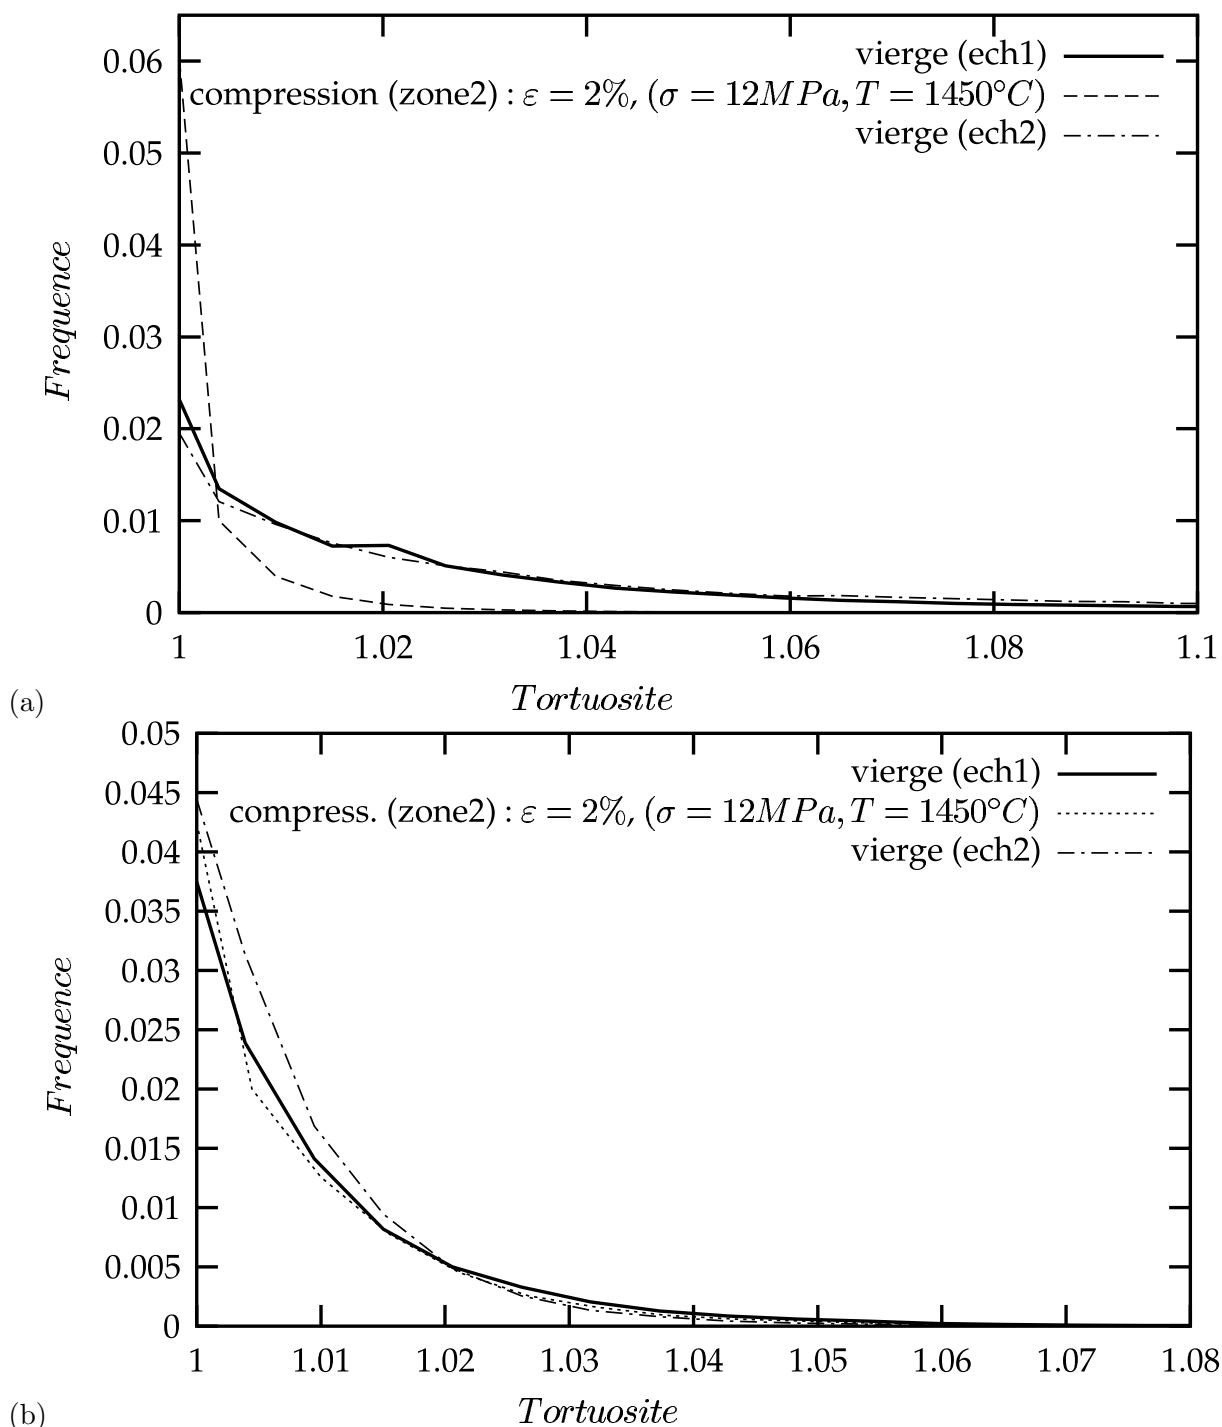 0.06
0.05
0.04
0.03
0.02
0.01
0
Frequence
vierge (ech1)
compression (zone2) : ε = 2%, (σ = 12MPa, T = 1450°C)
vierge (ech2)
1 1.02 1.04 1.06 1.08 1.1
Tortuosite
(a)
0.05
0.045
0.04
0.035
0.03
0.025
0.02
0.015
0.01
0.005
0
Frequence
vierge (ech1)
compress. (zone2) : ε = 2%, (σ = 12MPa, T = 1450°C)
vierge (ech2)
1 1.01 1.02 1.03 1.04 1.05 1.06 1.07 1.08
Tortuosite
(b)